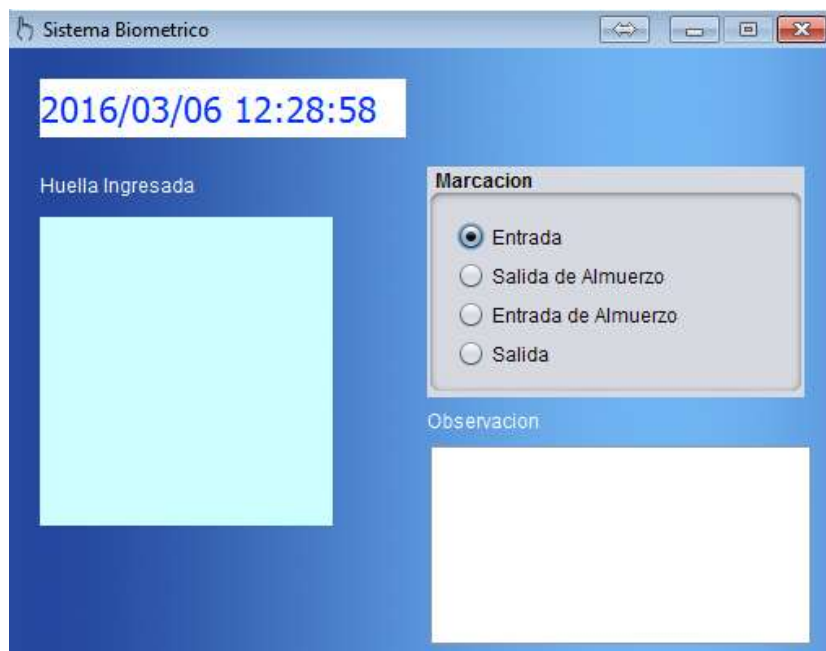 Sistema Biometrico
2016/03/06 12:28:58
Huella Ingresada
Marcacion
Entrada
Salida de Almuerzo
Entrada de Almuerzo
Salida
Observacion